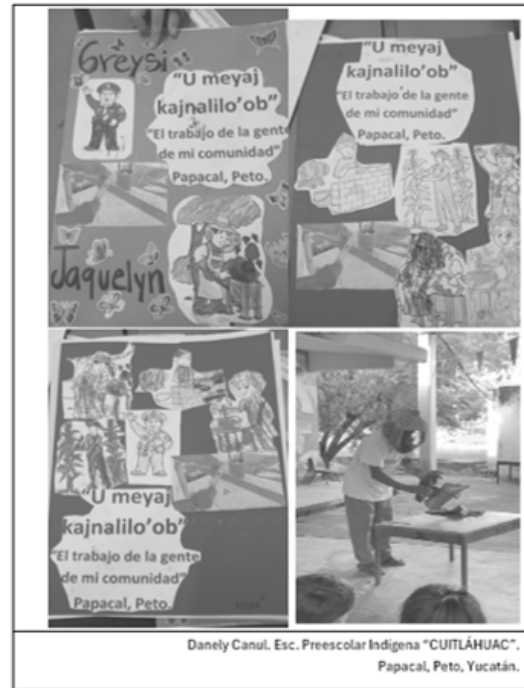 Greysi
"U meyaj
kajnalilo'ob"
"El trabajo de la gente
de mi comunidad"
Papacal, Peto.
Jaquelyn
"U meyaj
kajnalilo'ob"
"El trabajo de la gente
de mi comunidad"
Papacal, Peto.
"U meyaj
kajnalilo'ob"
"El trabajo de la gente
de mi comunidad"
Papacal, Peto.
Danely Canul. Esc. Preescolar Indígena "CUITLÁHUAC".
Papacal, Peto, Yucatán.